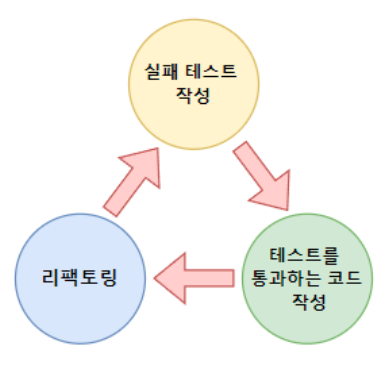 실패 테스트
작성
테스트를
통과하는 코드
작성
리팩토링